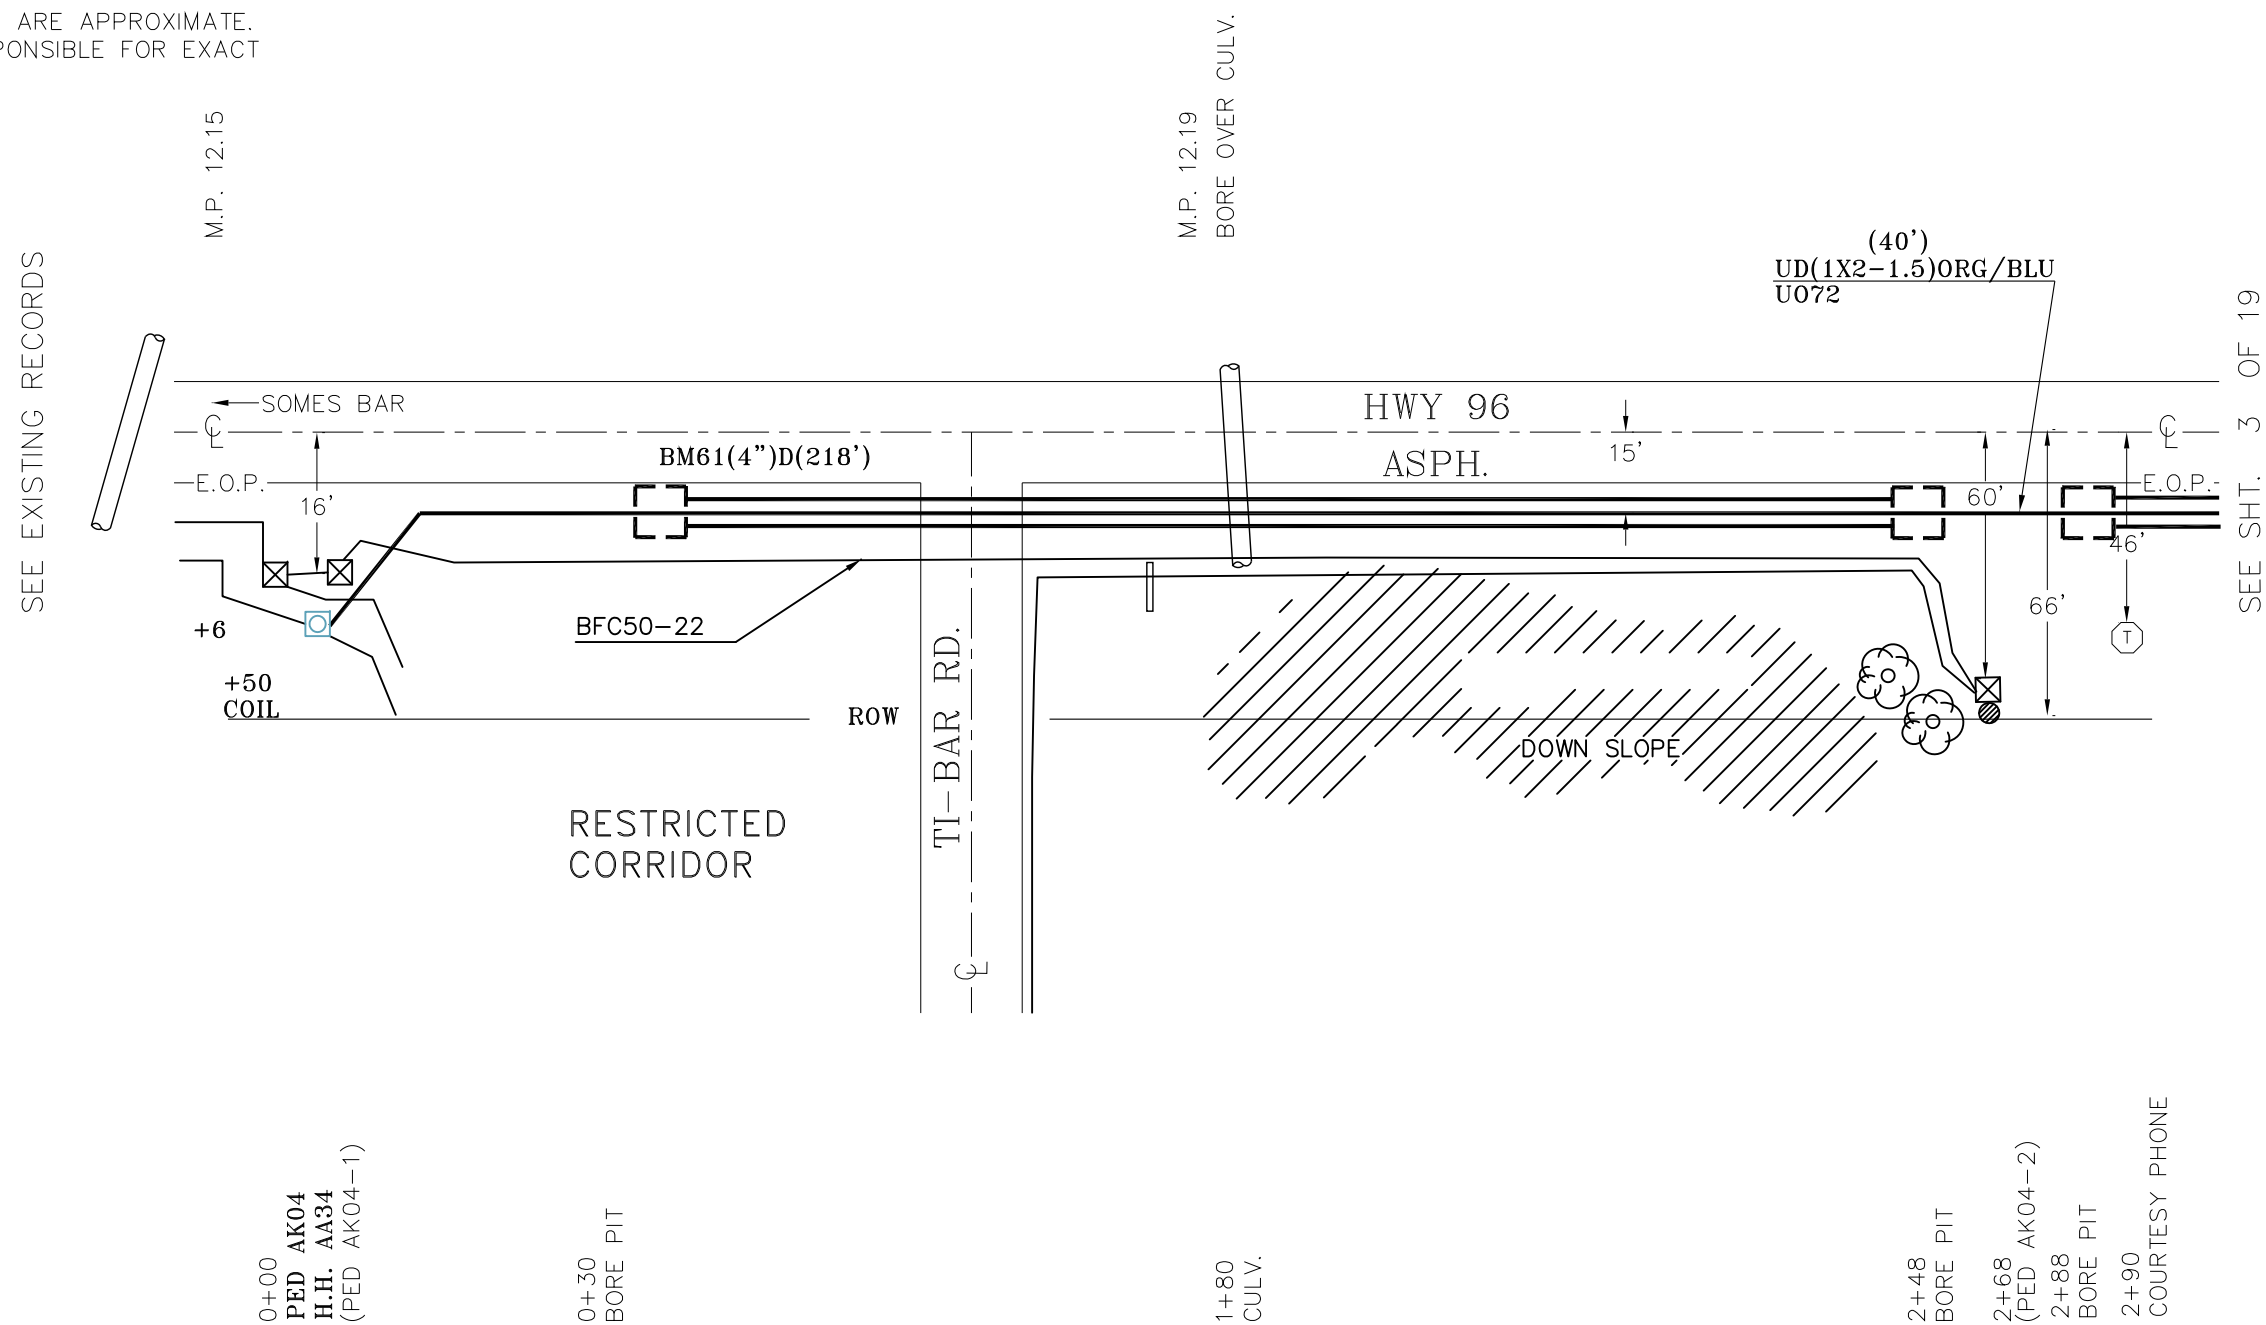 ARE APPROXIMATE.
PONSIBLE FOR EXACT
M.P. 12.15
M.P. 12.19
BORE OVER CULV.
SEE EXISTING RECORDS
(40')
UD(1X2-1.5)ORG/BLU
UO72
SEE SHT. 3 OF 19
SOMES BAR
HWY 96
BM61(4")D(218')
ASPH.
15'
E.O.P.
16'
60'
E.O.P.
46'
66'
T
+6
BFC50-22
+50
COIL
ROW
TI-BAR RD.
DOWN SLOPE
RESTRICTED
CORRIDOR
0+00
PED AK04
H.H. AA34
(PED AK04-1)
0+30
BORE PIT
1+80
CULV.
2+48
BORE PIT
2+68
(PED AK04-2)
2+88
BORE PIT
2+90
COURTESY PHONE